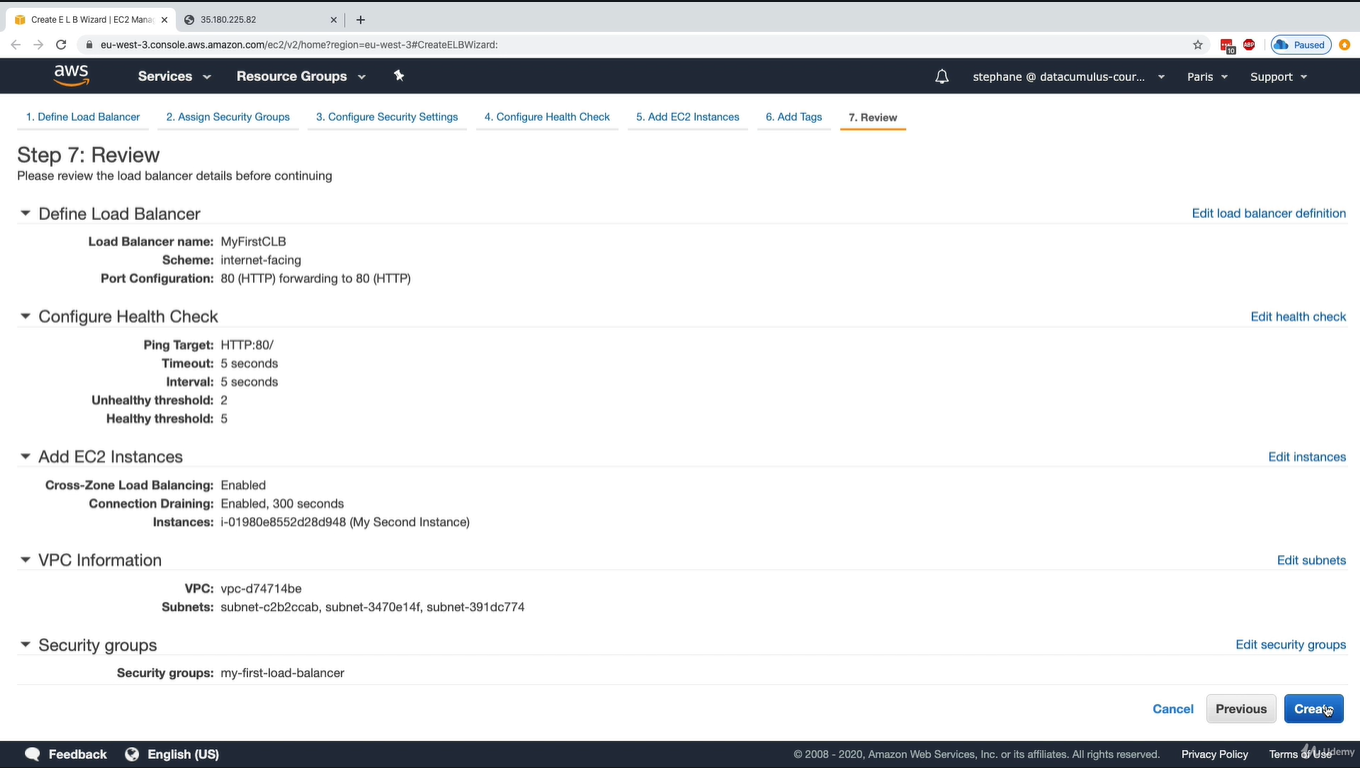 Create E L B Wizard | EC2 Mana
35.180.225.82
eu-west-3.console.aws.amazon.com/ec2/v2/home?region=eu-west-3#CreateELBWizard:
10
ABP
Paused
aws
Services
Resource Groups
stephane @ datacumulus-cour...
Paris
Support
1. Define Load Balancer
2. Assign Security Groups
3. Configure Security Settings
4. Configure Health Check
5. Add EC2 Instances
6. Add Tags
7. Review
Step 7: Review
Please review the load balancer details before continuing
Define Load Balancer
Edit load balancer definition
Load Balancer name: MyFirstCLB
Scheme: internet-facing
Port Configuration: 80 (HTTP) forwarding to 80 (HTTP)
Configure Health Check
Edit health check
Ping Target: HTTP:80/
Timeout: 5 seconds
Interval: 5 seconds
Unhealthy threshold: 2
Healthy threshold: 5
Add EC2 Instances
Edit instances
Cross-Zone Load Balancing: Enabled
Connection Draining: Enabled, 300 seconds
Instances: i-01980e8552d28d948 (My Second Instance)
VPC Information
Edit subnets
VPC: vpc-d74714be
Subnets: subnet-c2b2ccab, subnet-3470e14f, subnet-391dc774
Security groups
Edit security groups
Security groups: my-first-load-balancer
Cancel
Previous
Create
Feedback
English (US)
© 2008 - 2020, Amazon Web Services, Inc. or its affiliates. All rights reserved.
Privacy Policy
Terms of Use
Udemy